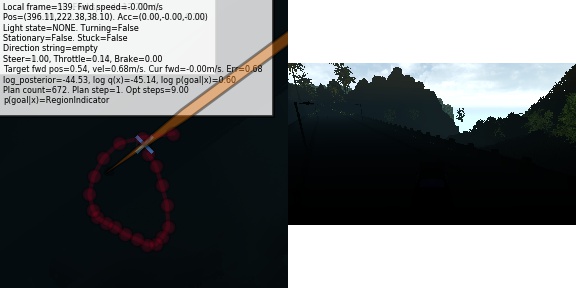 Local frame=139. Fwd speed=-0.00m/s
Pos=(396.11,222.38,38.10). Acc=(0.00,-0.00,-0.00)
Light state=NONE. Turning=False
Stationary=False. Stuck=False
Direction string=empty
Steer=1.00, Throttle=0.14, Brake=0.00
Target fwd pos=0.54, vel=0.68m/s. Cur fwd=-0.00m/s. Err=0.68
log_posterior=-44.53, log q(x)=-45.14, log p(goal|x)=0.60
Plan count=672. Plan step=1. Opt steps=9.00
p(goal|x)=RegionIndicator